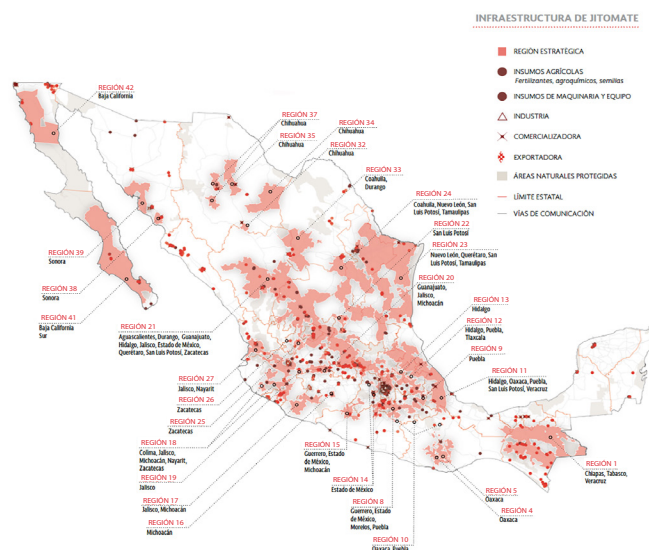 INFRAESTRUCTURA DE JITOMATE
REGIÓN ESTRATÉGICA
INSUMOS AGRÍCOLAS
Fertilizantes, agroquímicos, semillas
INSUMOS DE MAQUINARIA Y EQUIPO
INDUSTRIA
COMERCIALIZADORA
EXPORTADORA
ÁREAS NATURALES PROTEGIDAS
LÍMITE ESTATAL
VÍAS DE COMUNICACIÓN
REGIÓN 42
Baja California
REGIÓN 37
Chihuahua
REGIÓN 34
Chihuahua
REGIÓN 35
Chihuahua
REGIÓN 32
Chihuahua
REGIÓN 33
Coahuila,
Durango
REGIÓN 24
Coahuila, Nuevo León, San
Luis Potosí, Tamaulipas
REGIÓN 22
San Luis Potosí
REGIÓN 23
Nuevo León, Querétaro, San
Luis Potosí, Tamaulipas
REGIÓN 20
Guanajuato,
Jalisco,
Michoacán
REGIÓN 13
Hidalgo
REGIÓN 12
Hidalgo, Puebla,
Tlaxcala
REGIÓN 9
Puebla
REGIÓN 11
Hidalgo, Oaxaca, Puebla,
San Luis Potosí, Veracruz
REGIÓN 39
Sonora
REGIÓN 38
Sonora
REGIÓN 41
Baja California
Sur
REGIÓN 21
Aguascalientes, Durango, Guanajuato,
Hidalgo, Jalisco, Estado de México,
Querétaro, San Luis Potosí, Zacatecas
REGIÓN 27
Jalisco, Nayarit
REGIÓN 26
Zacatecas
REGIÓN 25
Zacatecas
REGIÓN 18
Colima, Jalisco,
Michoacán, Nayarit,
Zacatecas
REGIÓN 19
Jalisco
REGIÓN 17
Jalisco, Michoacán
REGIÓN 16
Michoacán
REGIÓN 15
Guerrero, Estado
de México,
Michoacán
REGIÓN 14
Estado de México
REGIÓN 8
Guerrero, Estado
de México,
Morelos, Puebla
REGIÓN 10
Oaxaca, Puebla
REGIÓN 5
Oaxaca
REGIÓN 4
Oaxaca
REGIÓN 1
Chiapas, Tabasco,
Veracruz